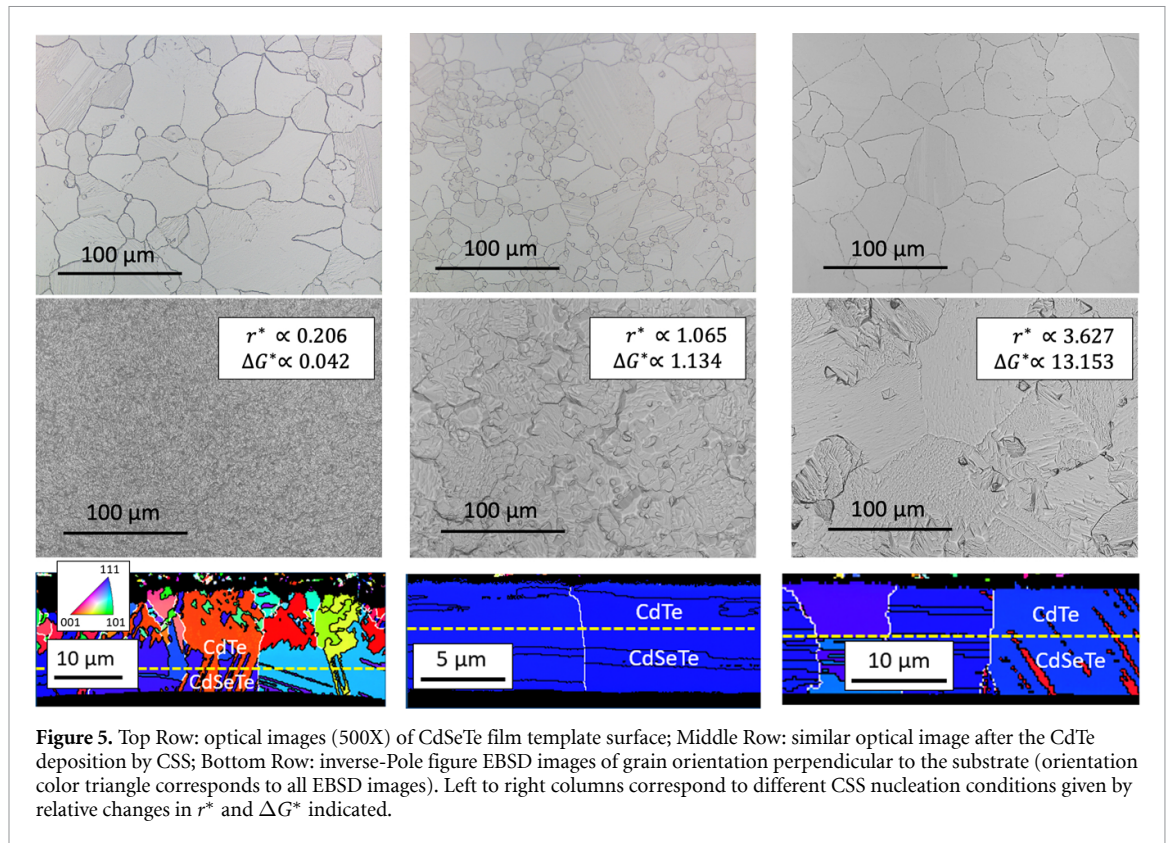 100 μm
100 μm
100 μm
r* ∝ 0.206
ΔG* ∝ 0.042
100 μm
r* ∝ 1.065
ΔG* ∝ 1.134
100 μm
r* ∝ 3.627
ΔG* ∝ 13.153
100 μm
111
001 101
10 μm
CdTe
CdSeTe
CdTe
CdSeTe
5 μm
CdTe
CdSeTe
10 μm
Figure 5. Top Row: optical images (500X) of CdSeTe film template surface; Middle Row: similar optical image after the CdTe
deposition by CSS; Bottom Row: inverse-Pole figure EBSD images of grain orientation perpendicular to the substrate (orientation
color triangle corresponds to all EBSD images). Left to right columns correspond to different CSS nucleation conditions given by
relative changes in r* and ΔG* indicated.